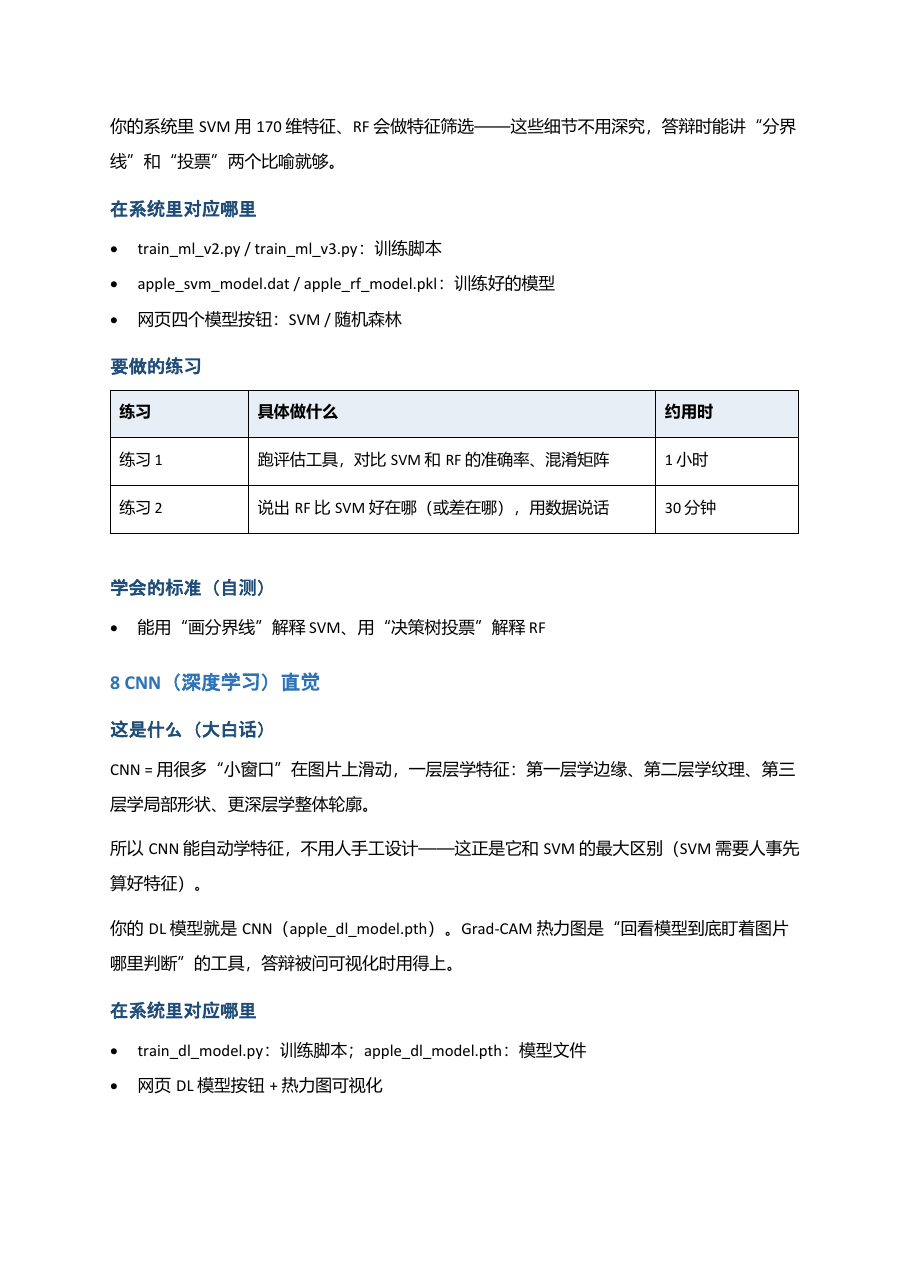 你的系统里 SVM 用 170 维特征、RF 会做特征筛选——这些细节不用深究，答辩时能讲“分界
线”和“投票”两个比喻就够。
在系统里对应哪里
• train_ml_v2.py / train_ml_v3.py：训练脚本
• apple_svm_model.dat / apple_rf_model.pkl：训练好的模型
• 网页四个模型按钮：SVM / 随机森林
要做的练习
练习 具体做什么 约用时
练习 1 跑评估工具，对比 SVM 和 RF 的准确率、混淆矩阵 1 小时
练习 2 说出 RF 比 SVM 好在哪（或差在哪），用数据说话 30 分钟
学会的标准（自测）
• 能用“画分界线”解释 SVM、用“决策树投票”解释 RF
8 CNN（深度学习）直觉
这是什么（大白话）
CNN = 用很多“小窗口”在图片上滑动，一层层学特征：第一层学边缘、第二层学纹理、第三
层学局部形状、更深层学整体轮廓。
所以 CNN 能自动学特征，不用人手工设计——这正是它和 SVM 的最大区别（SVM 需要人事先
算好特征）。
你的 DL 模型就是 CNN（apple_dl_model.pth）。Grad-CAM 热力图是“回看模型到底盯着图片
哪里判断”的工具，答辩被问可视化时用得上。
在系统里对应哪里
• train_dl_model.py：训练脚本；apple_dl_model.pth：模型文件
• 网页 DL 模型按钮 + 热力图可视化